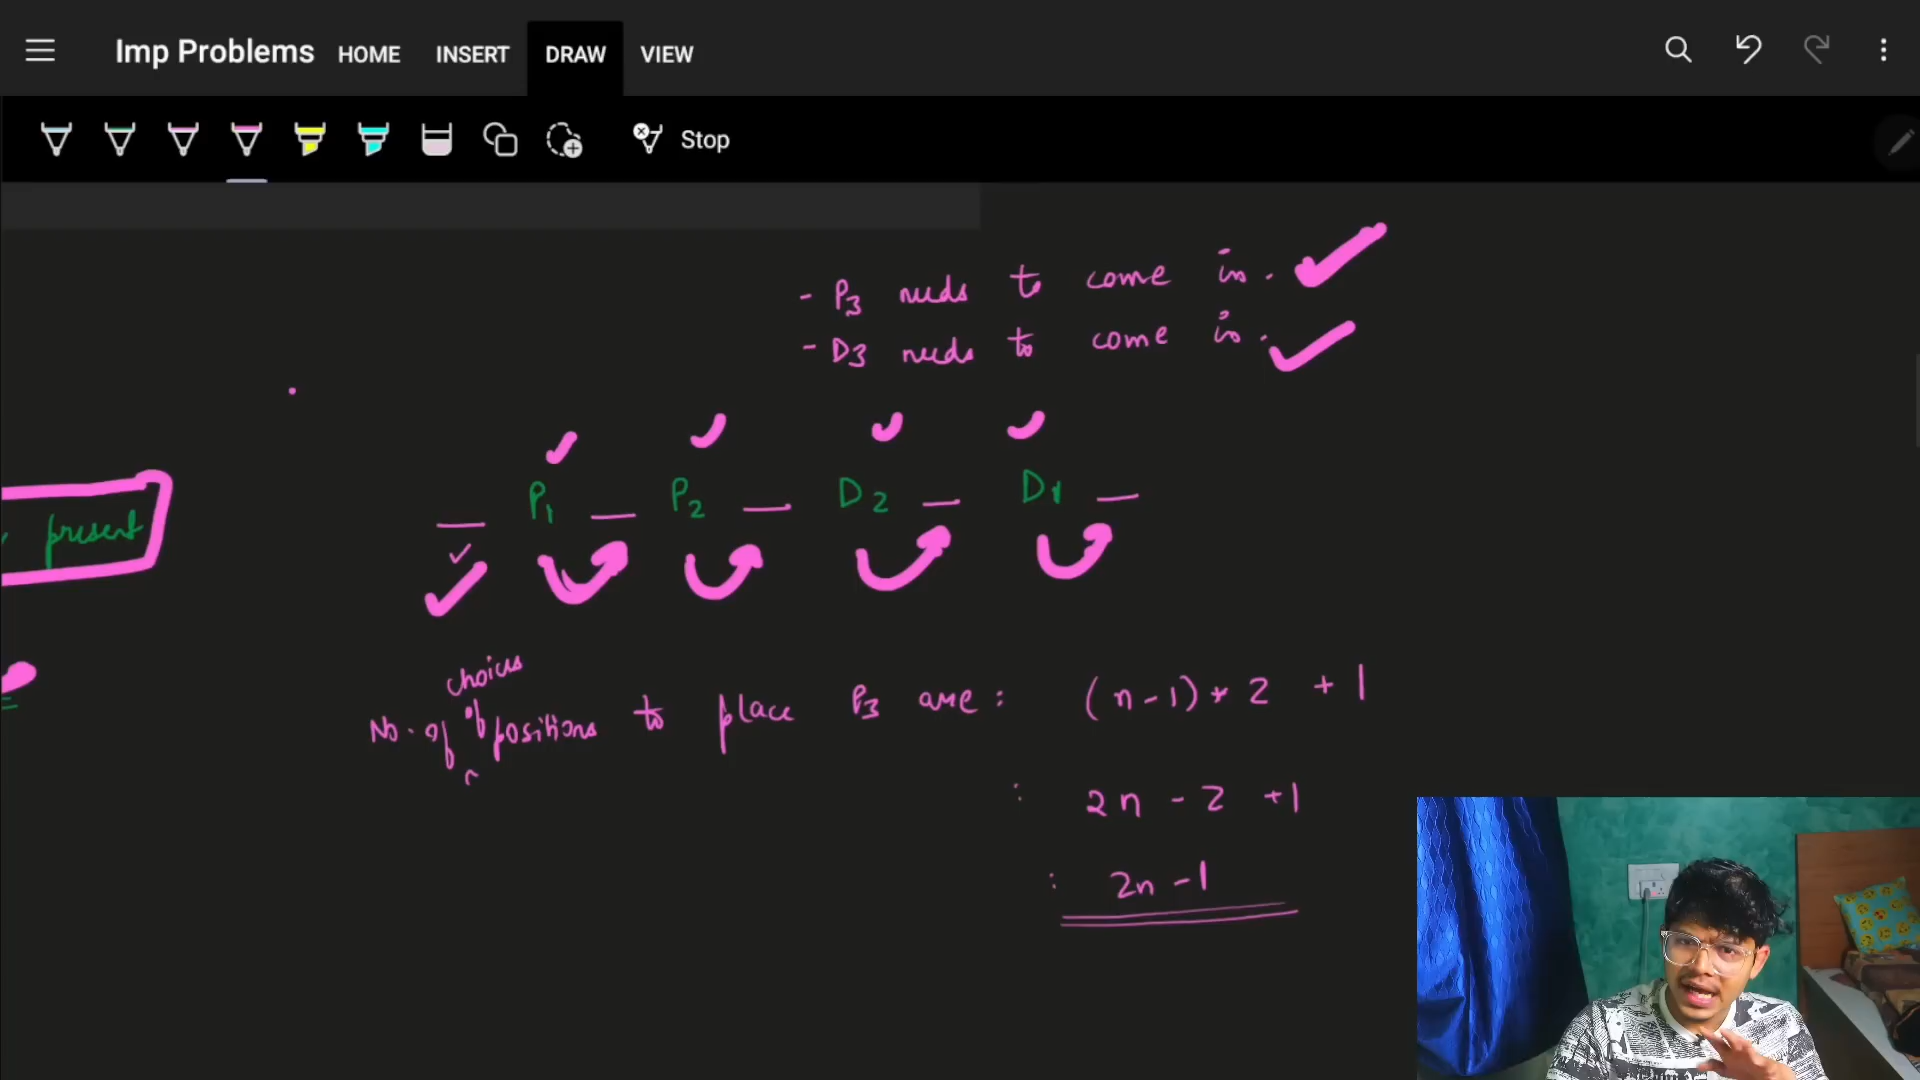 Imp Problems HOME INSERT DRAW VIEW
Stop
- P3 needs to come in.
- D3 needs to come in.
P1 P2 D2 D1
present
choices
No. of of positions to place P3 are : (n-1) * 2 + 1
: 2n - 2 + 1
: 2n - 1